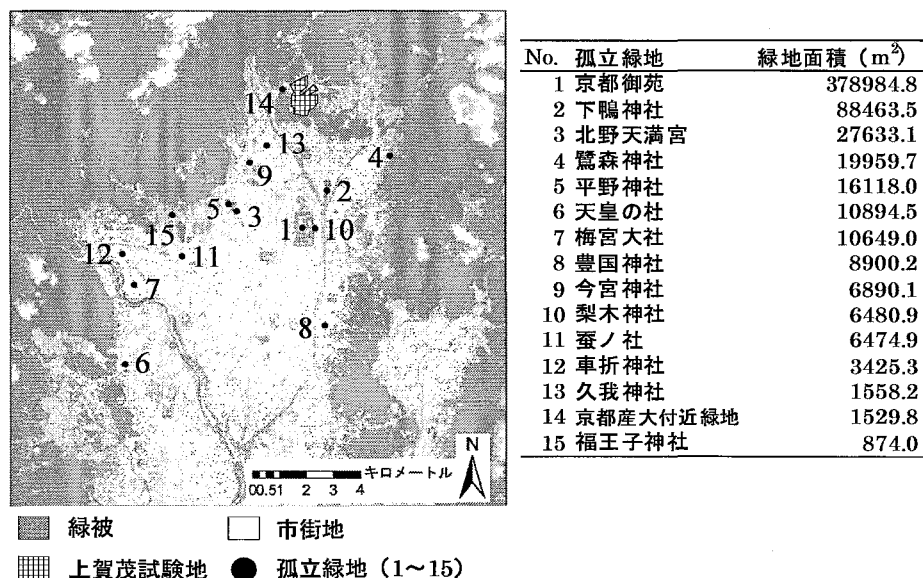 No. 孤立緑地 緑地面積 (m²)
1 京都御苑 378984.8
2 下鴨神社 88463.5
3 北野天満宮 27633.1
4 鷺森神社 19959.7
5 平野神社 16118.0
6 天皇の杜 10894.5
7 梅宮大社 10649.0
8 豊国神社 8900.2
9 今宮神社 6890.1
10 梨木神社 6480.9
11 蚕ノ社 6474.9
12 車折神社 3425.3
13 久我神社 1558.2
14 京都産大付近緑地 1529.8
15 福王子神社 874.0
14
13
4
9
2
5
3
15
1
10
12
11
7
8
6
N
キロメートル
00.51 2 3 4
緑被 市街地
上賀茂試験地 孤立緑地 (1~15)